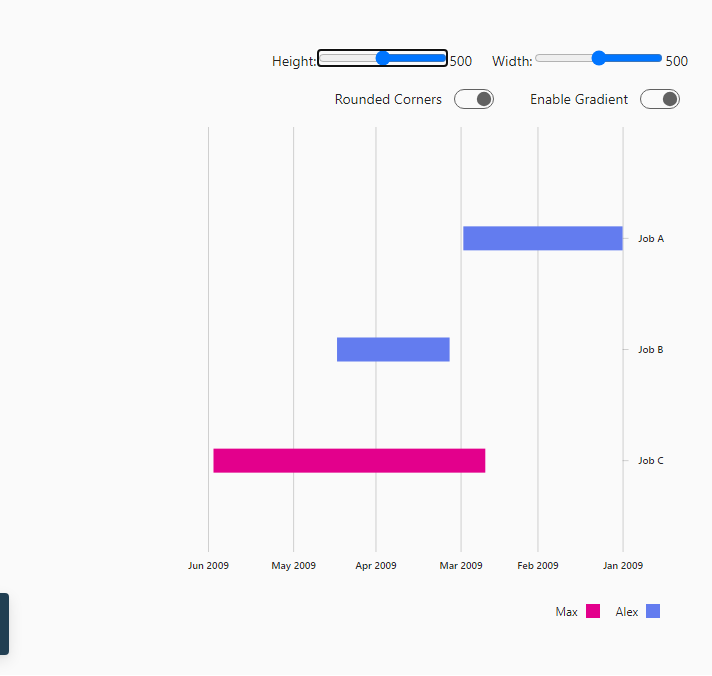 Height: 500 Width: 500
Rounded Corners Enable Gradient
Job A
Job B
Job C
Jun 2009 May 2009 Apr 2009 Mar 2009 Feb 2009 Jan 2009
Max Alex